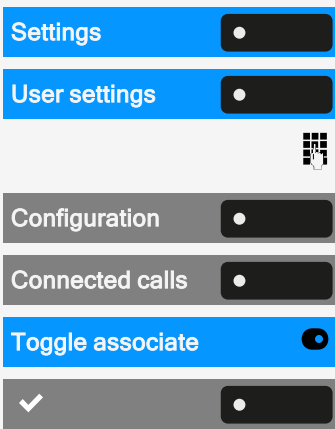 Settings
User settings
Configuration
Connected calls
Toggle associate